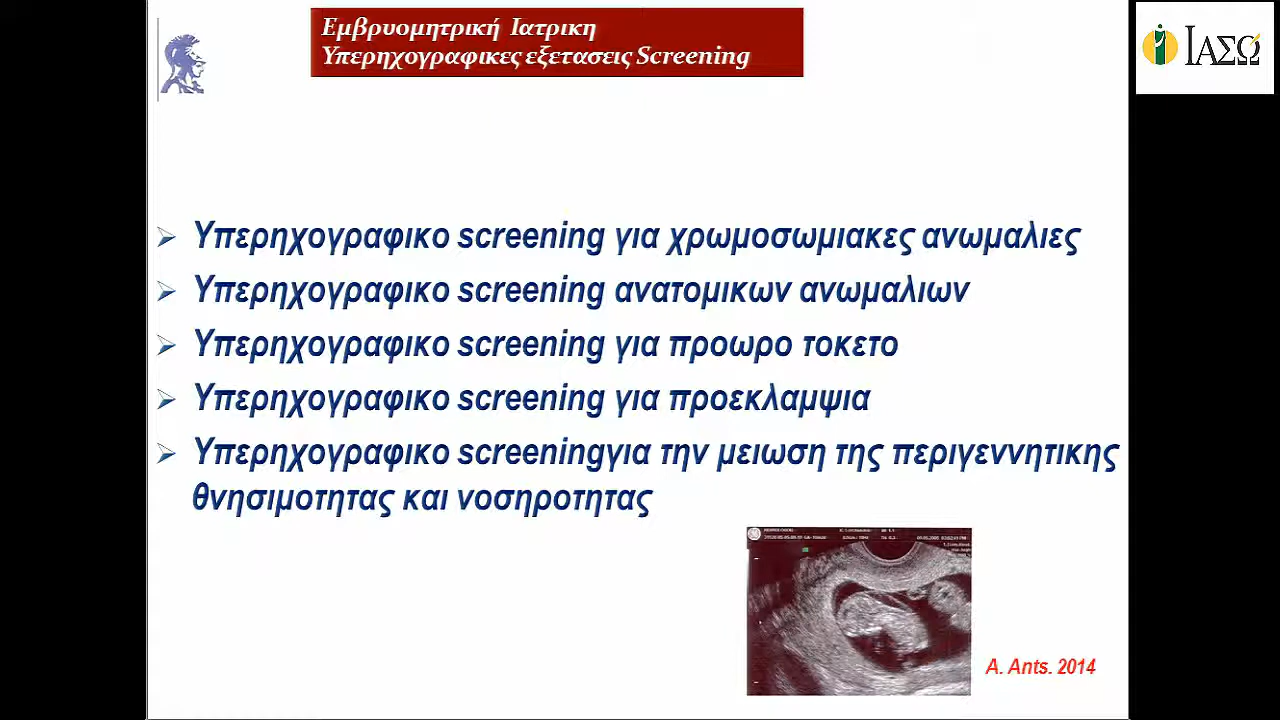 Εμβρυομητρική Ιατρικη
Υπερηχογραφικες εξετασεις Screening
ΙΑΣΩ
Υπερηχογραφικο screening για χρωμοσωμιακες ανωμαλιες
Υπερηχογραφικο screening ανατομικων ανωμαλιων
Υπερηχογραφικο screening για προωρο τοκετο
Υπερηχογραφικο screening για προεκλαμψια
Υπερηχογραφικο screeningγια την μειωση της περιγεννητικης
θνησιμοτητας και νοσηροτητας
A. Ants. 2014